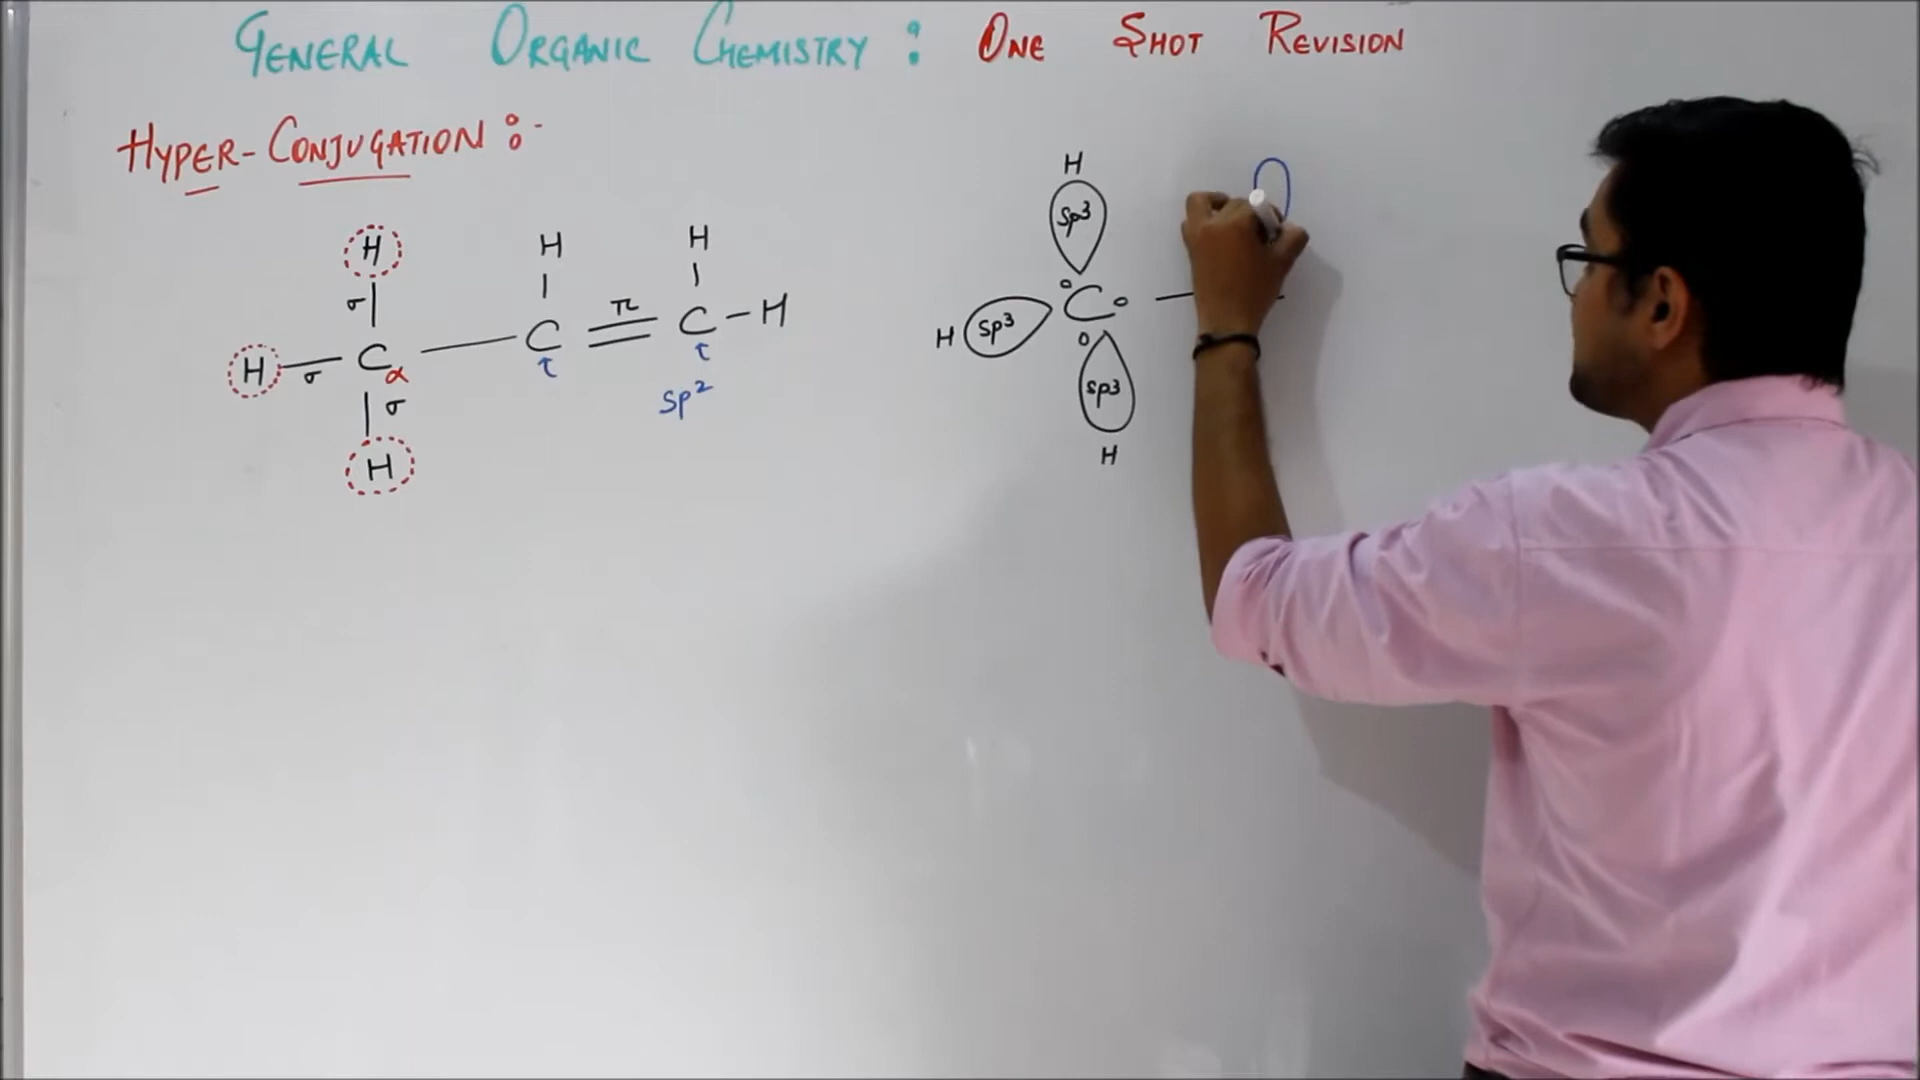 GENERAL ORGANIC CHEMISTRY : ONE SHOT REVISION
HYPER-CONJUGATION :-
H H H
σ π
H σ C α C C H
σ sp²
H
H
sp3
H sp3 C
sp3
H